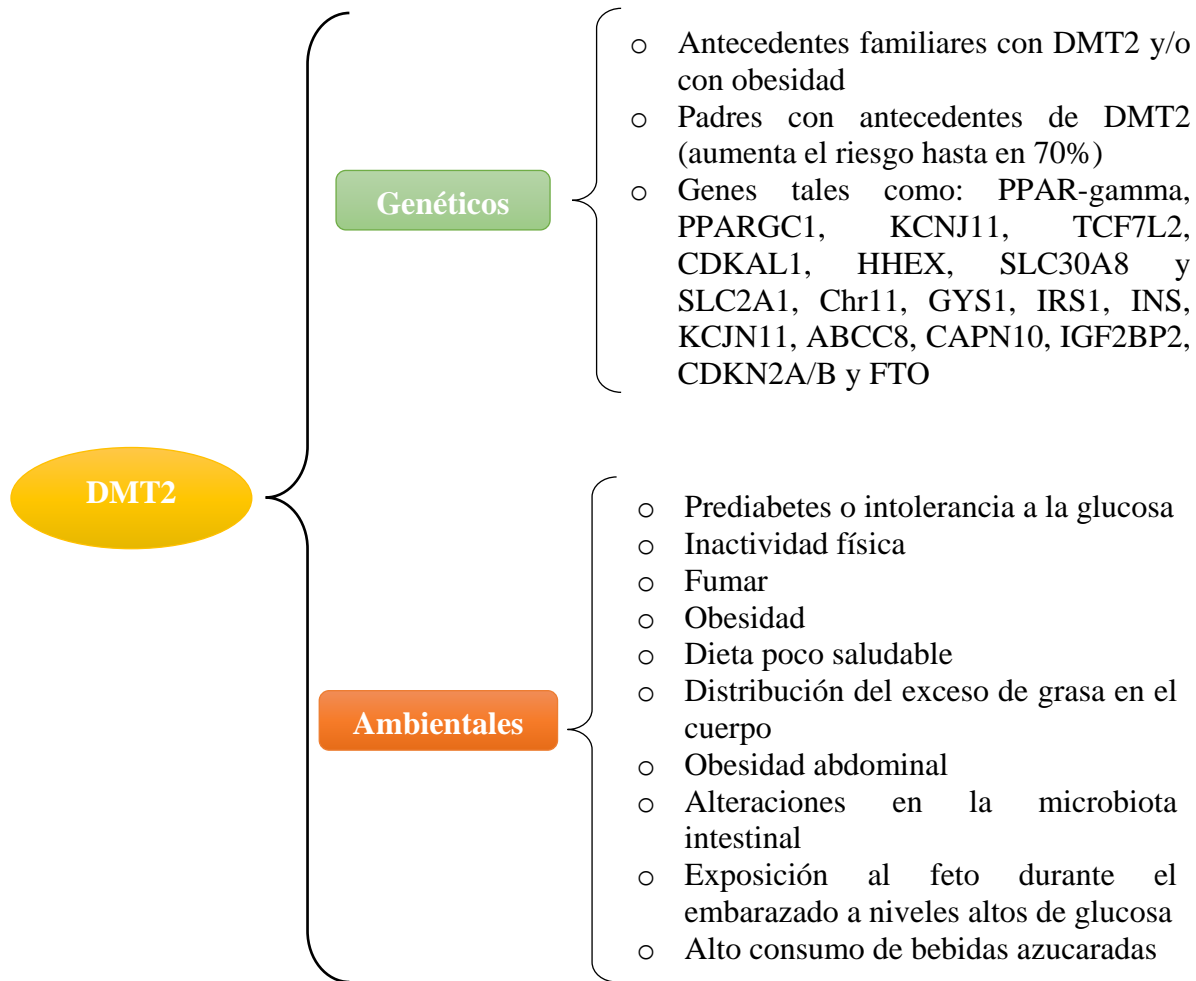 DMT2
Genéticos
o Antecedentes familiares con DMT2 y/o
con obesidad
o Padres con antecedentes de DMT2
(aumenta el riesgo hasta en 70%)
o Genes tales como: PPAR-gamma,
PPARGC1, KCNJ11, TCF7L2,
CDKAL1, HHEX, SLC30A8 y
SLC2A1, Chr11, GYS1, IRS1, INS,
KCJN11, ABCC8, CAPN10, IGF2BP2,
CDKN2A/B y FTO
Ambientales
o Prediabetes o intolerancia a la glucosa
o Inactividad física
o Fumar
o Obesidad
o Dieta poco saludable
o Distribución del exceso de grasa en el
cuerpo
o Obesidad abdominal
o Alteraciones en la microbiota
intestinal
o Exposición al feto durante el
embarazado a niveles altos de glucosa
o Alto consumo de bebidas azucaradas